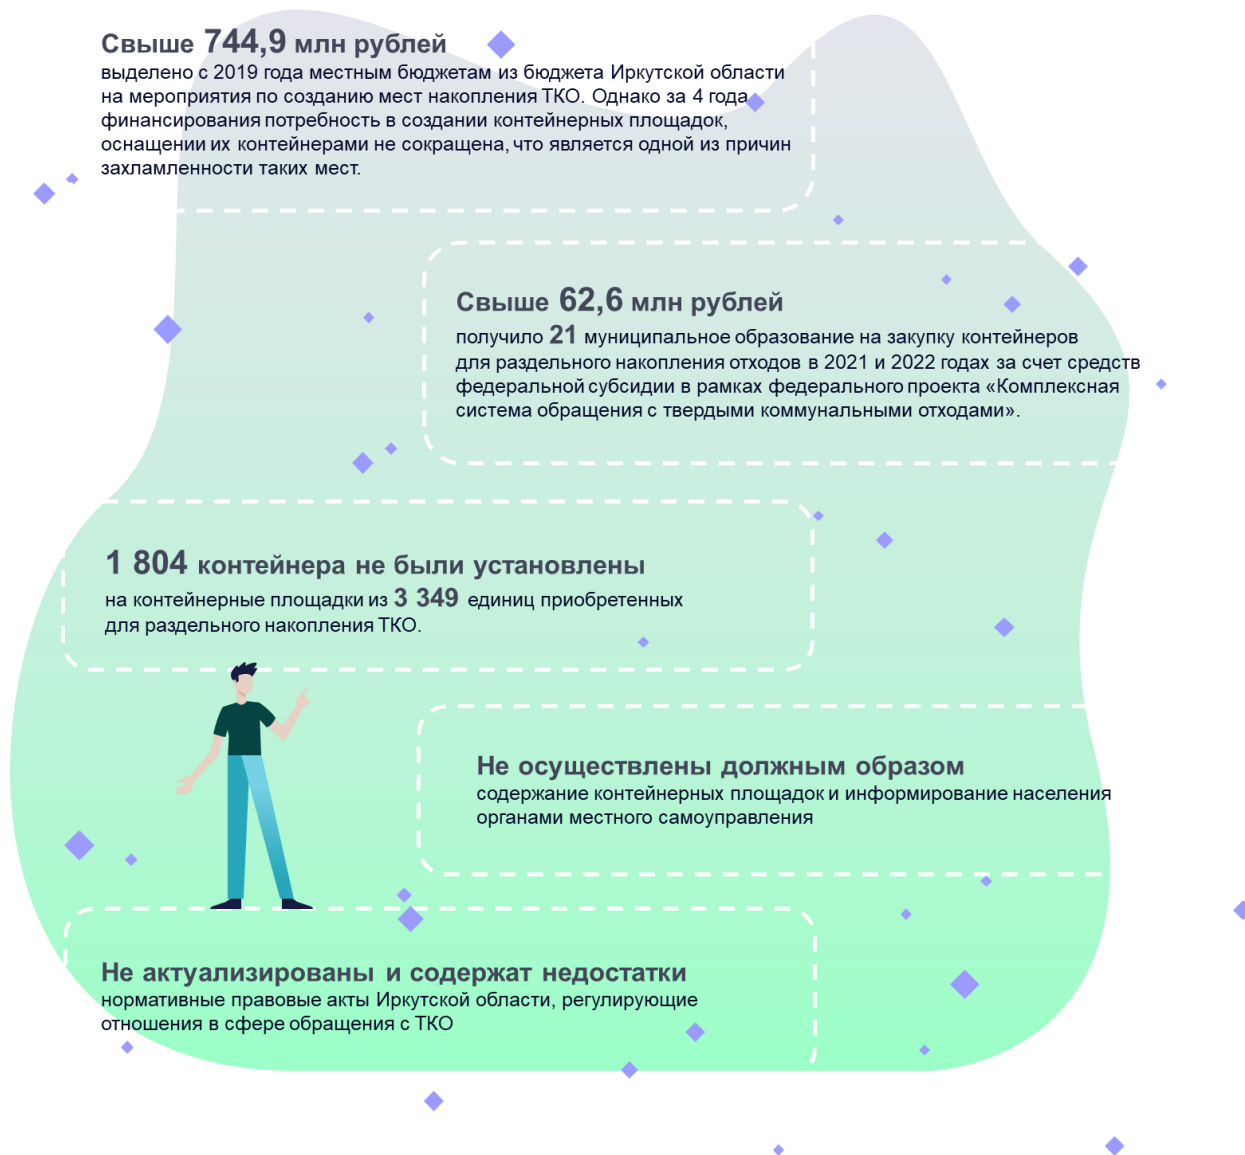 Свыше 744,9 млн рублей
выделено с 2019 года местным бюджетам из бюджета Иркутской области
на мероприятия по созданию мест накопления ТКО. Однако за 4 года
финансирования потребность в создании контейнерных площадок,
оснащении их контейнерами не сокращена, что является одной из причин
захламленности таких мест.
Свыше 62,6 млн рублей
получило 21 муниципальное образование на закупку контейнеров
для раздельного накопления отходов в 2021 и 2022 годах за счет средств
федеральной субсидии в рамках федерального проекта «Комплексная
система обращения с твердыми коммунальными отходами».
1 804 контейнера не были установлены
на контейнерные площадки из 3 349 единиц приобретенных
для раздельного накопления ТКО.
Не осуществлены должным образом
содержание контейнерных площадок и информирование населения
органами местного самоуправления
Не актуализированы и содержат недостатки
нормативные правовые акты Иркутской области, регулирующие
отношения в сфере обращения с ТКО